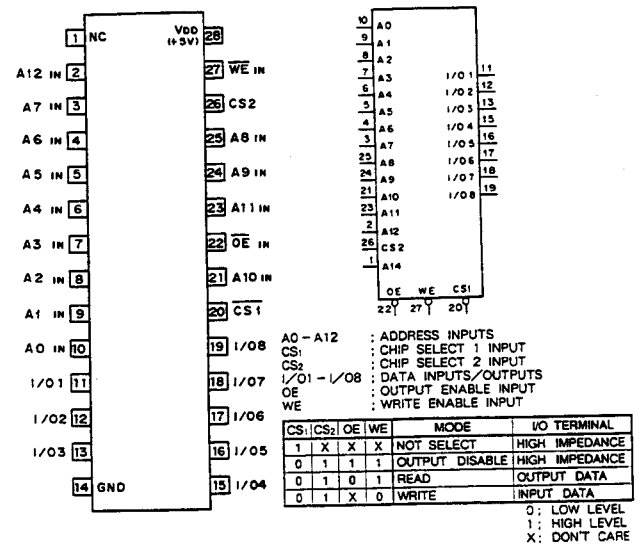 1 NC VDD (+5V) 28
A12 IN 2 27 WE IN
A7 IN 3 26 CS2
A6 IN 4 25 A8 IN
A5 IN 5 24 A9 IN
A4 IN 6 23 A11 IN
A3 IN 7 22 OE IN
A2 IN 8 21 A10 IN
A1 IN 9 20 CS1
A0 IN 10 19 I/O8
I/O1 11 18 I/O7
I/O2 12 17 I/O6
I/O3 13 16 I/O5
14 GND 15 I/O4
10 A0
9 A1
8 A2
7 A3 I/O1 11
6 A4 I/O2 12
5 A5 I/O3 13
4 A6 I/O4 15
3 A7 I/O5 16
25 A8 I/O6 17
24 A9 I/O7 18
21 A10 I/O8 19
23 A11
2 A12
26 CS2
1 A14
OE WE CS1
22 27 20
A0-A12 : ADDRESS INPUTS
CS1 : CHIP SELECT 1 INPUT
CS2 : CHIP SELECT 2 INPUT
I/O1-I/O8 : DATA INPUTS/OUTPUTS
OE : OUTPUT ENABLE INPUT
WE : WRITE ENABLE INPUT
CS1 CS2 OE WE MODE I/O TERMINAL
1 X X X NOT SELECT HIGH IMPEDANCE
0 1 1 1 OUTPUT DISABLE HIGH IMPEDANCE
0 1 0 1 READ OUTPUT DATA
0 1 X 0 WRITE INPUT DATA
0; LOW LEVEL
1; HIGH LEVEL
X; DON'T CARE